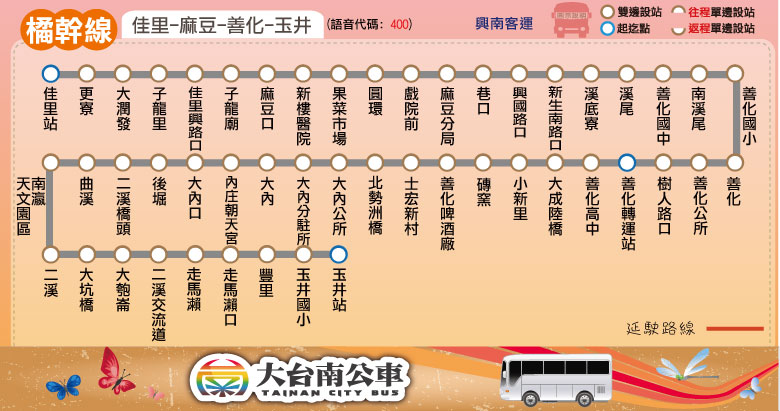 橘幹線
佳里-麻豆-善化-玉井
(語音代碼: 400)
興南客運
雙邊設站
起迄點
往程單邊設站
返程單邊設站
佳里站
更寮
大潤發
子龍里
佳里興路口
子龍廟
麻豆口
新樓醫院
果菜市場
圓環
戲院前
麻豆分局
巷口
興國路口
新生南路口
溪底寮
溪尾
善化國中
南溪尾
善化國小
南瀛
天文園區
曲溪
二溪橋頭
後堀
大內口
內庄朝天宮
大內
大內分駐所
大內公所
北勢洲橋
士宏新村
善化啤酒廠
磚窯
小新里
大成陸橋
善化高中
善化轉運站
樹人路口
善化公所
善化
二溪
大坑橋
大匏崙
二溪交流道
走馬瀨
走馬瀨口
豐里
玉井國小
玉井站
延駛路線
大台南公車
TAINAN CITY BUS